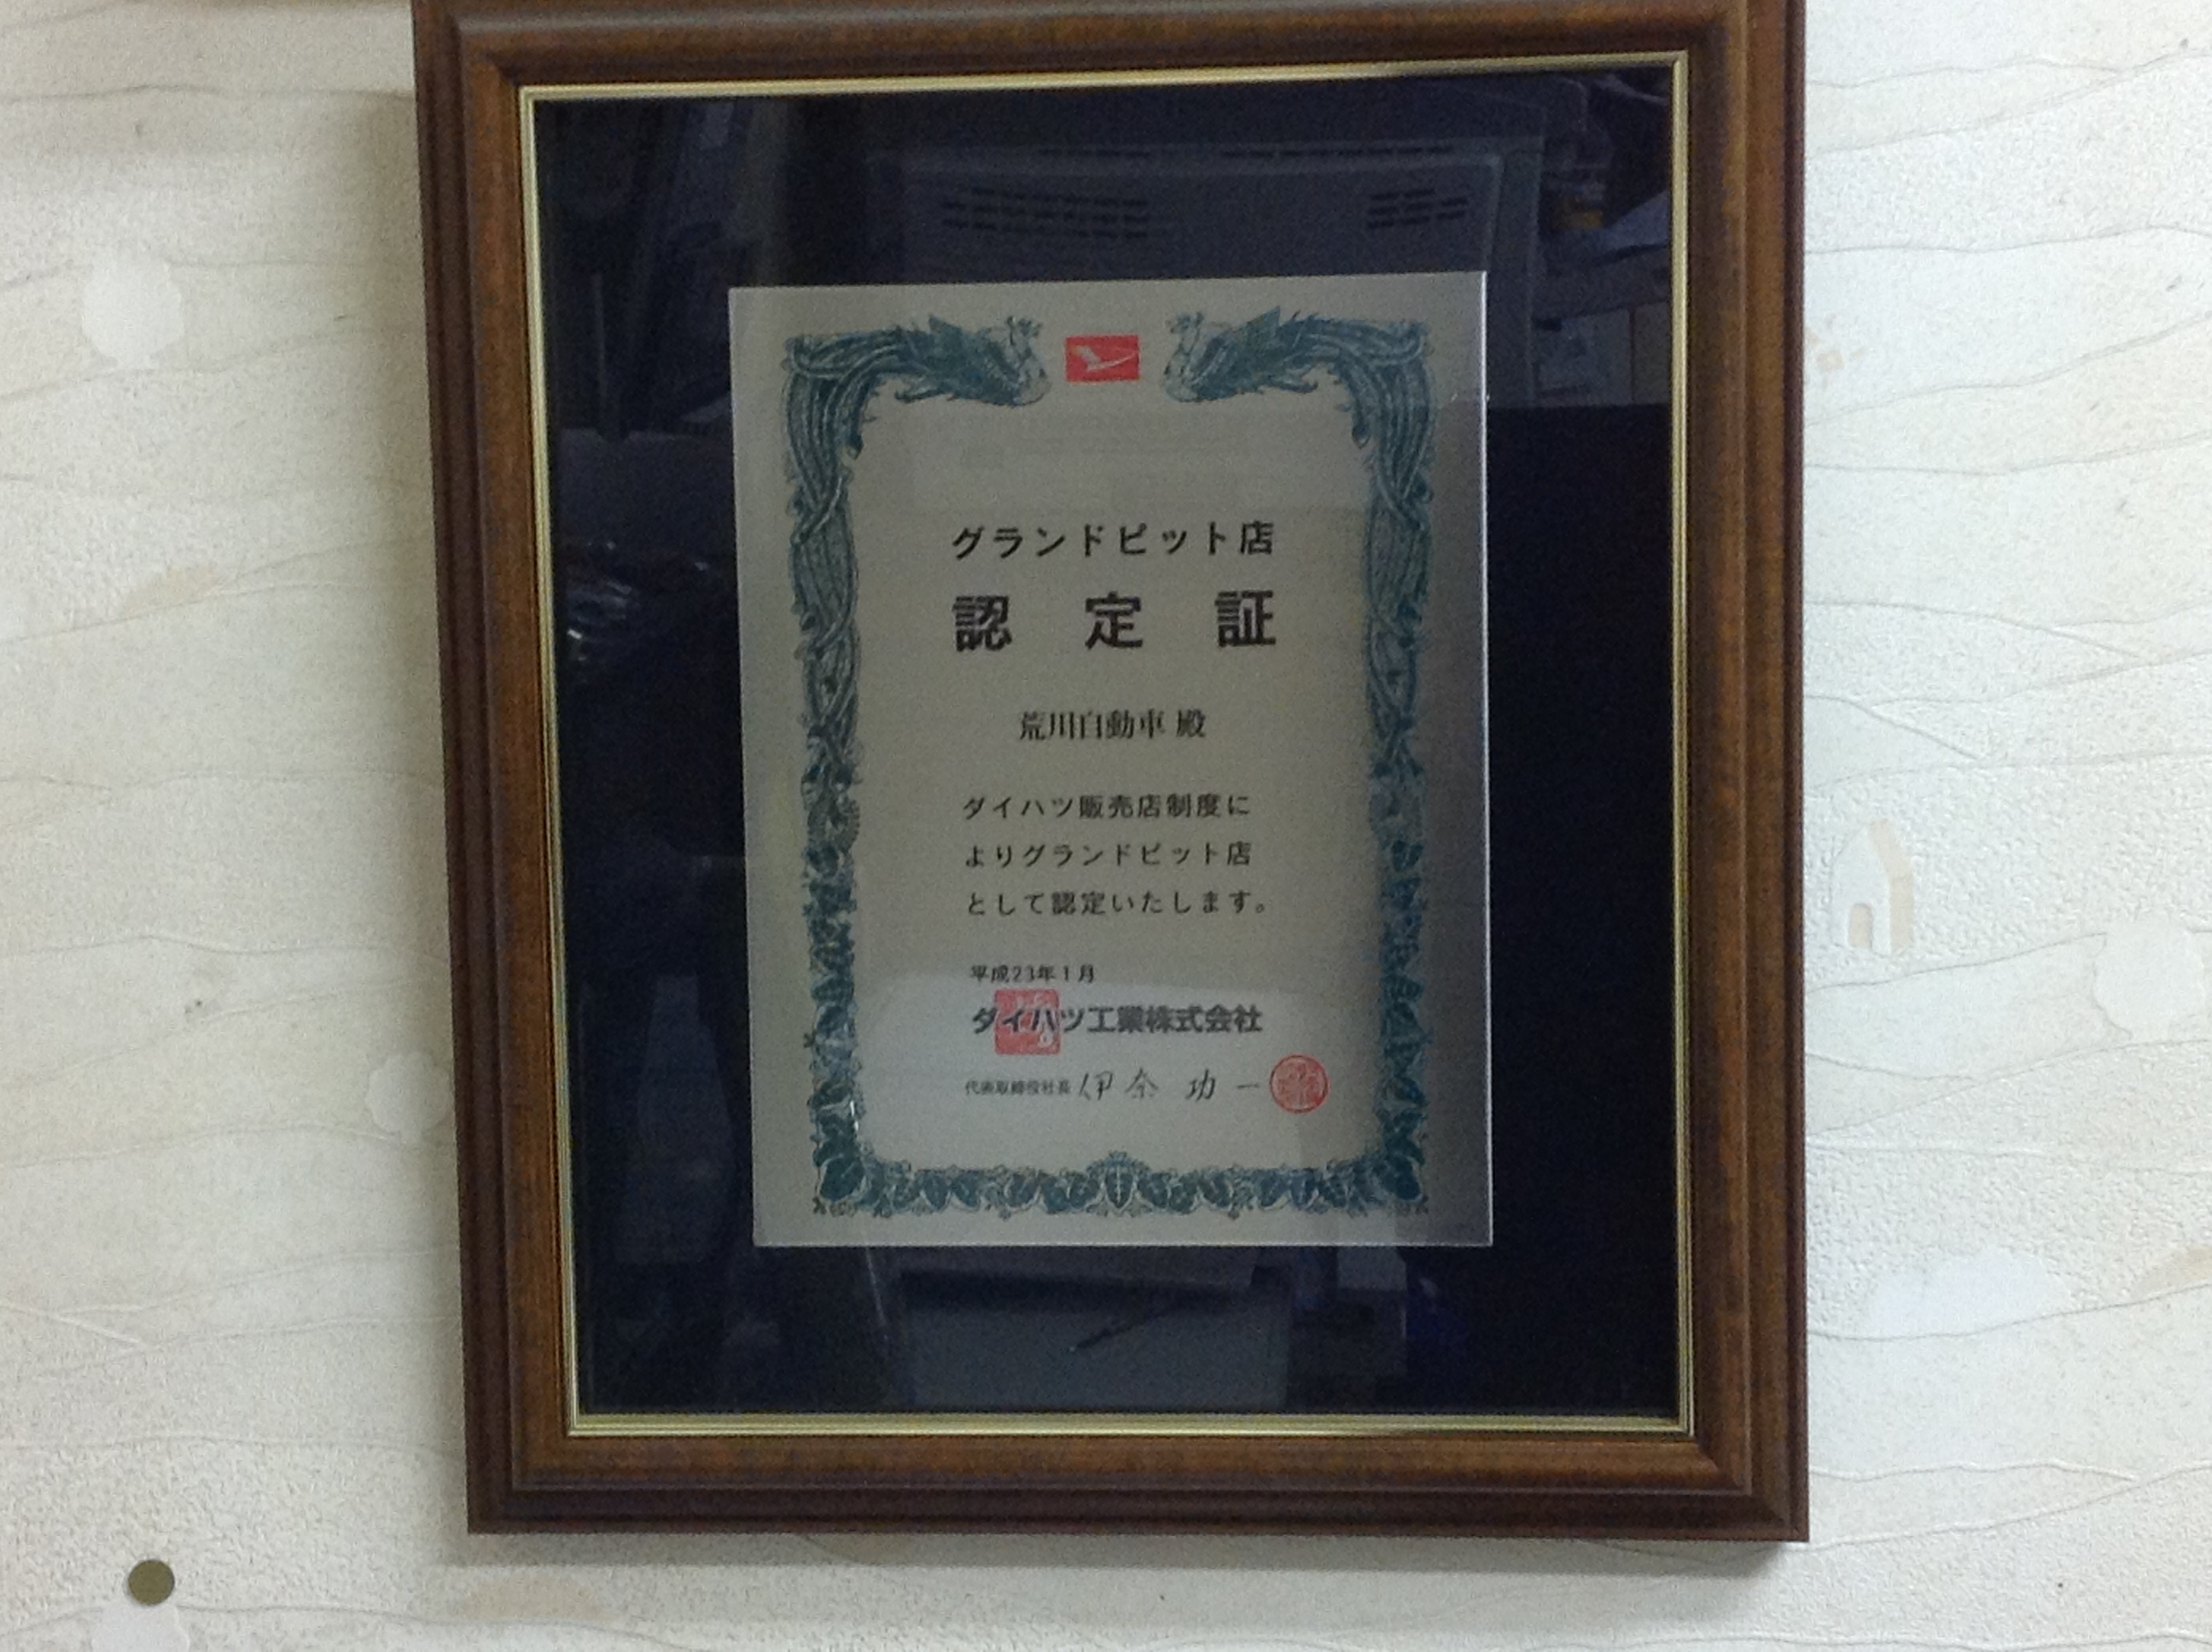 グランドピット店
認定証
荒川自動車 殿
ダイハツ販売店制度に
よりグランドピット店
として認定いたします。
平成23年1月
ダイハツ工業株式会社
代表取締役社長 伊奈 功一